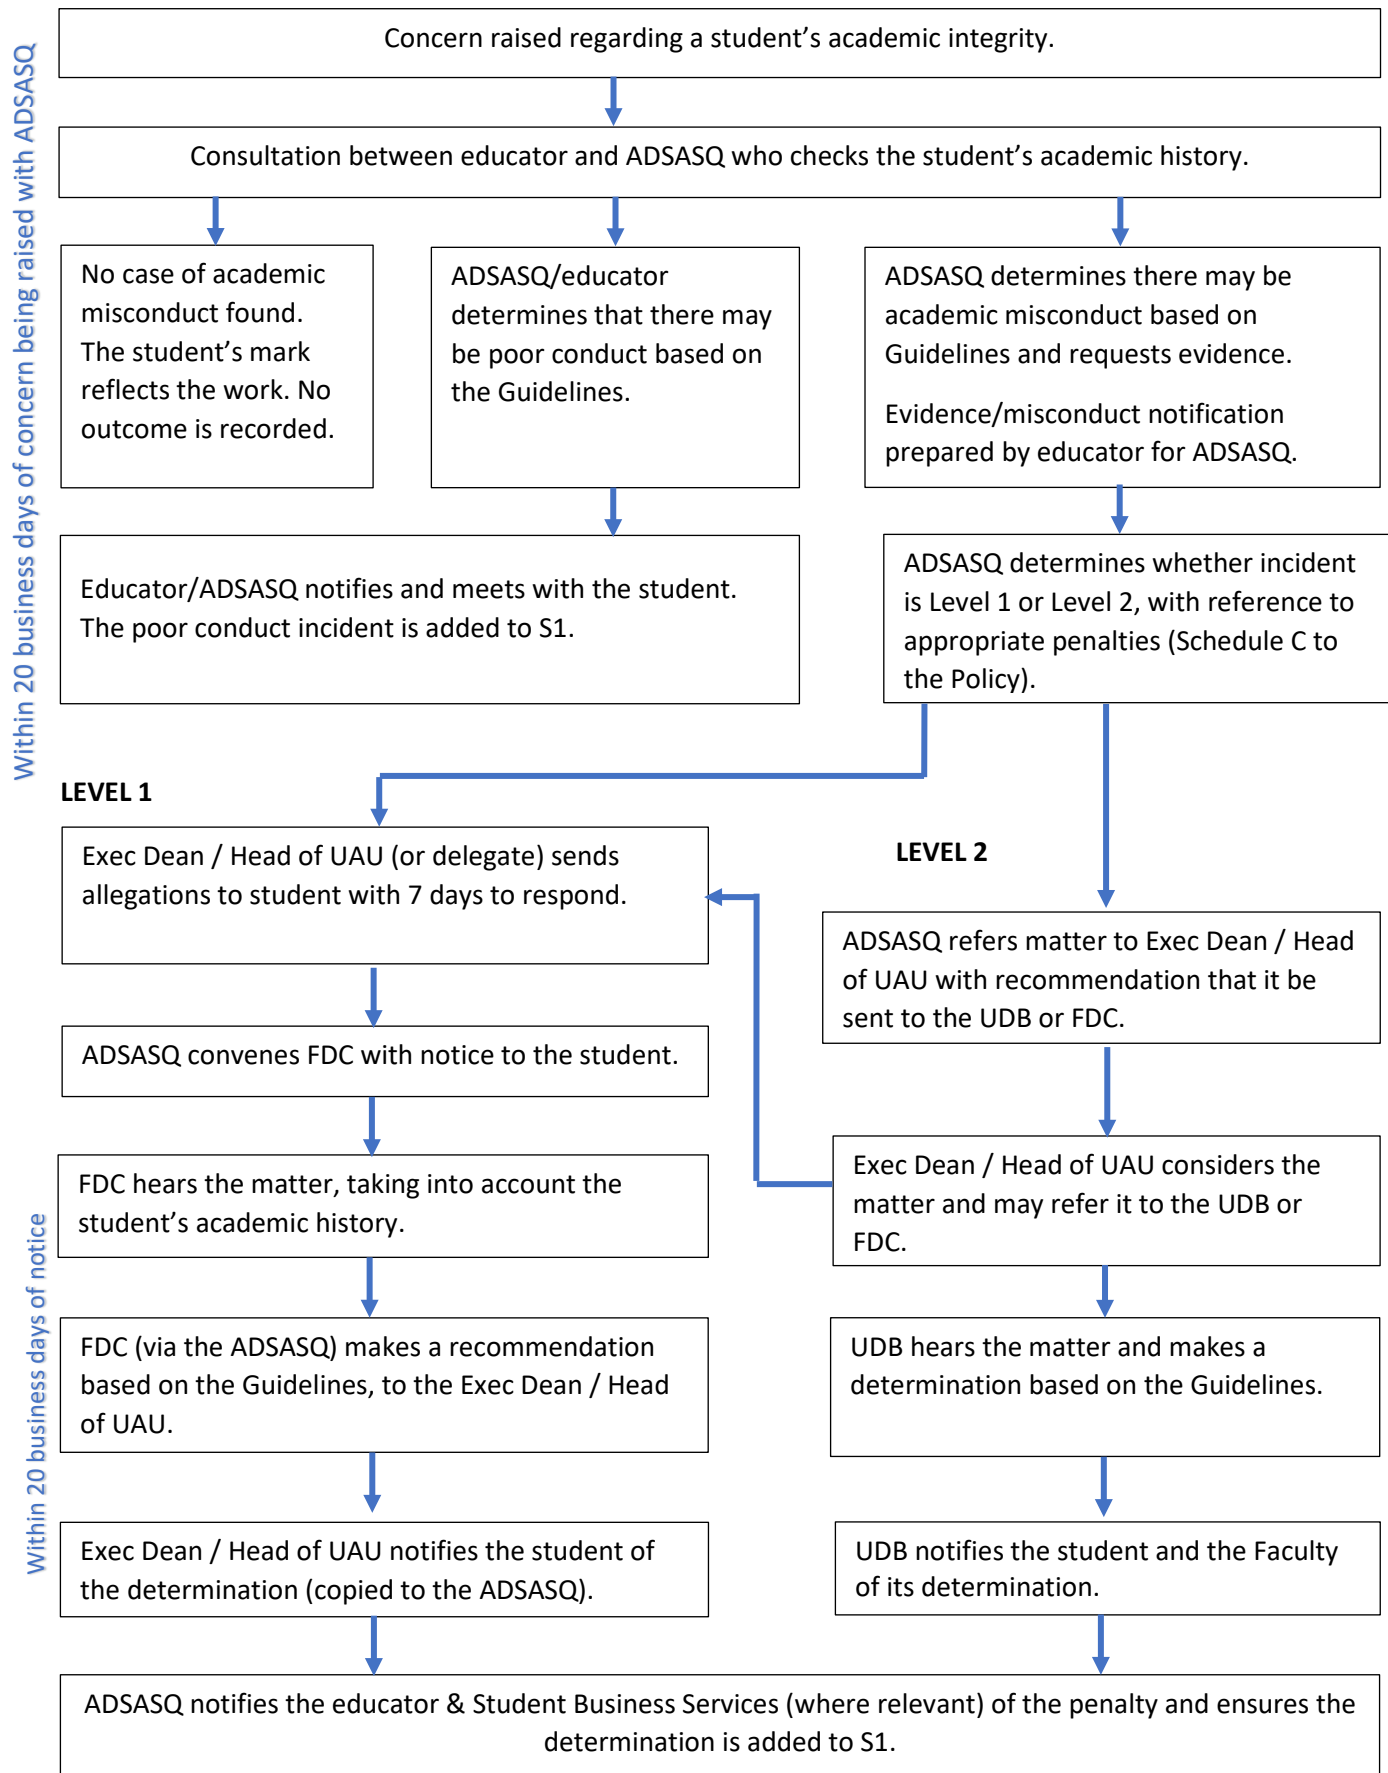 Concern raised regarding a student’s academic integrity.
Within 20 business days of concern being raised with ADSASQ
Consultation between educator and ADSASQ who checks the student’s academic history.
No case of academic
misconduct found.
The student’s mark
reflects the work. No
outcome is recorded.
ADSASQ/educator
determines that there may
be poor conduct based on
the Guidelines.
ADSASQ determines there may be
academic misconduct based on
Guidelines and requests evidence.
Evidence/misconduct notification
prepared by educator for ADSASQ.
Educator/ADSASQ notifies and meets with the student.
The poor conduct incident is added to S1.
ADSASQ determines whether incident
is Level 1 or Level 2, with reference to
appropriate penalties (Schedule C to
the Policy).
LEVEL 1
Exec Dean / Head of UAU (or delegate) sends
allegations to student with 7 days to respond.
LEVEL 2
ADSASQ refers matter to Exec Dean / Head
of UAU with recommendation that it be
sent to the UDB or FDC.
ADSASQ convenes FDC with notice to the student.
FDC hears the matter, taking into account the
student’s academic history.
Exec Dean / Head of UAU considers the
matter and may refer it to the UDB or
FDC.
Within 20 business days of notice
FDC (via the ADSASQ) makes a recommendation
based on the Guidelines, to the Exec Dean / Head
of UAU.
UDB hears the matter and makes a
determination based on the Guidelines.
Exec Dean / Head of UAU notifies the student of
the determination (copied to the ADSASQ).
UDB notifies the student and the Faculty
of its determination.
ADSASQ notifies the educator & Student Business Services (where relevant) of the penalty and ensures the
determination is added to S1.